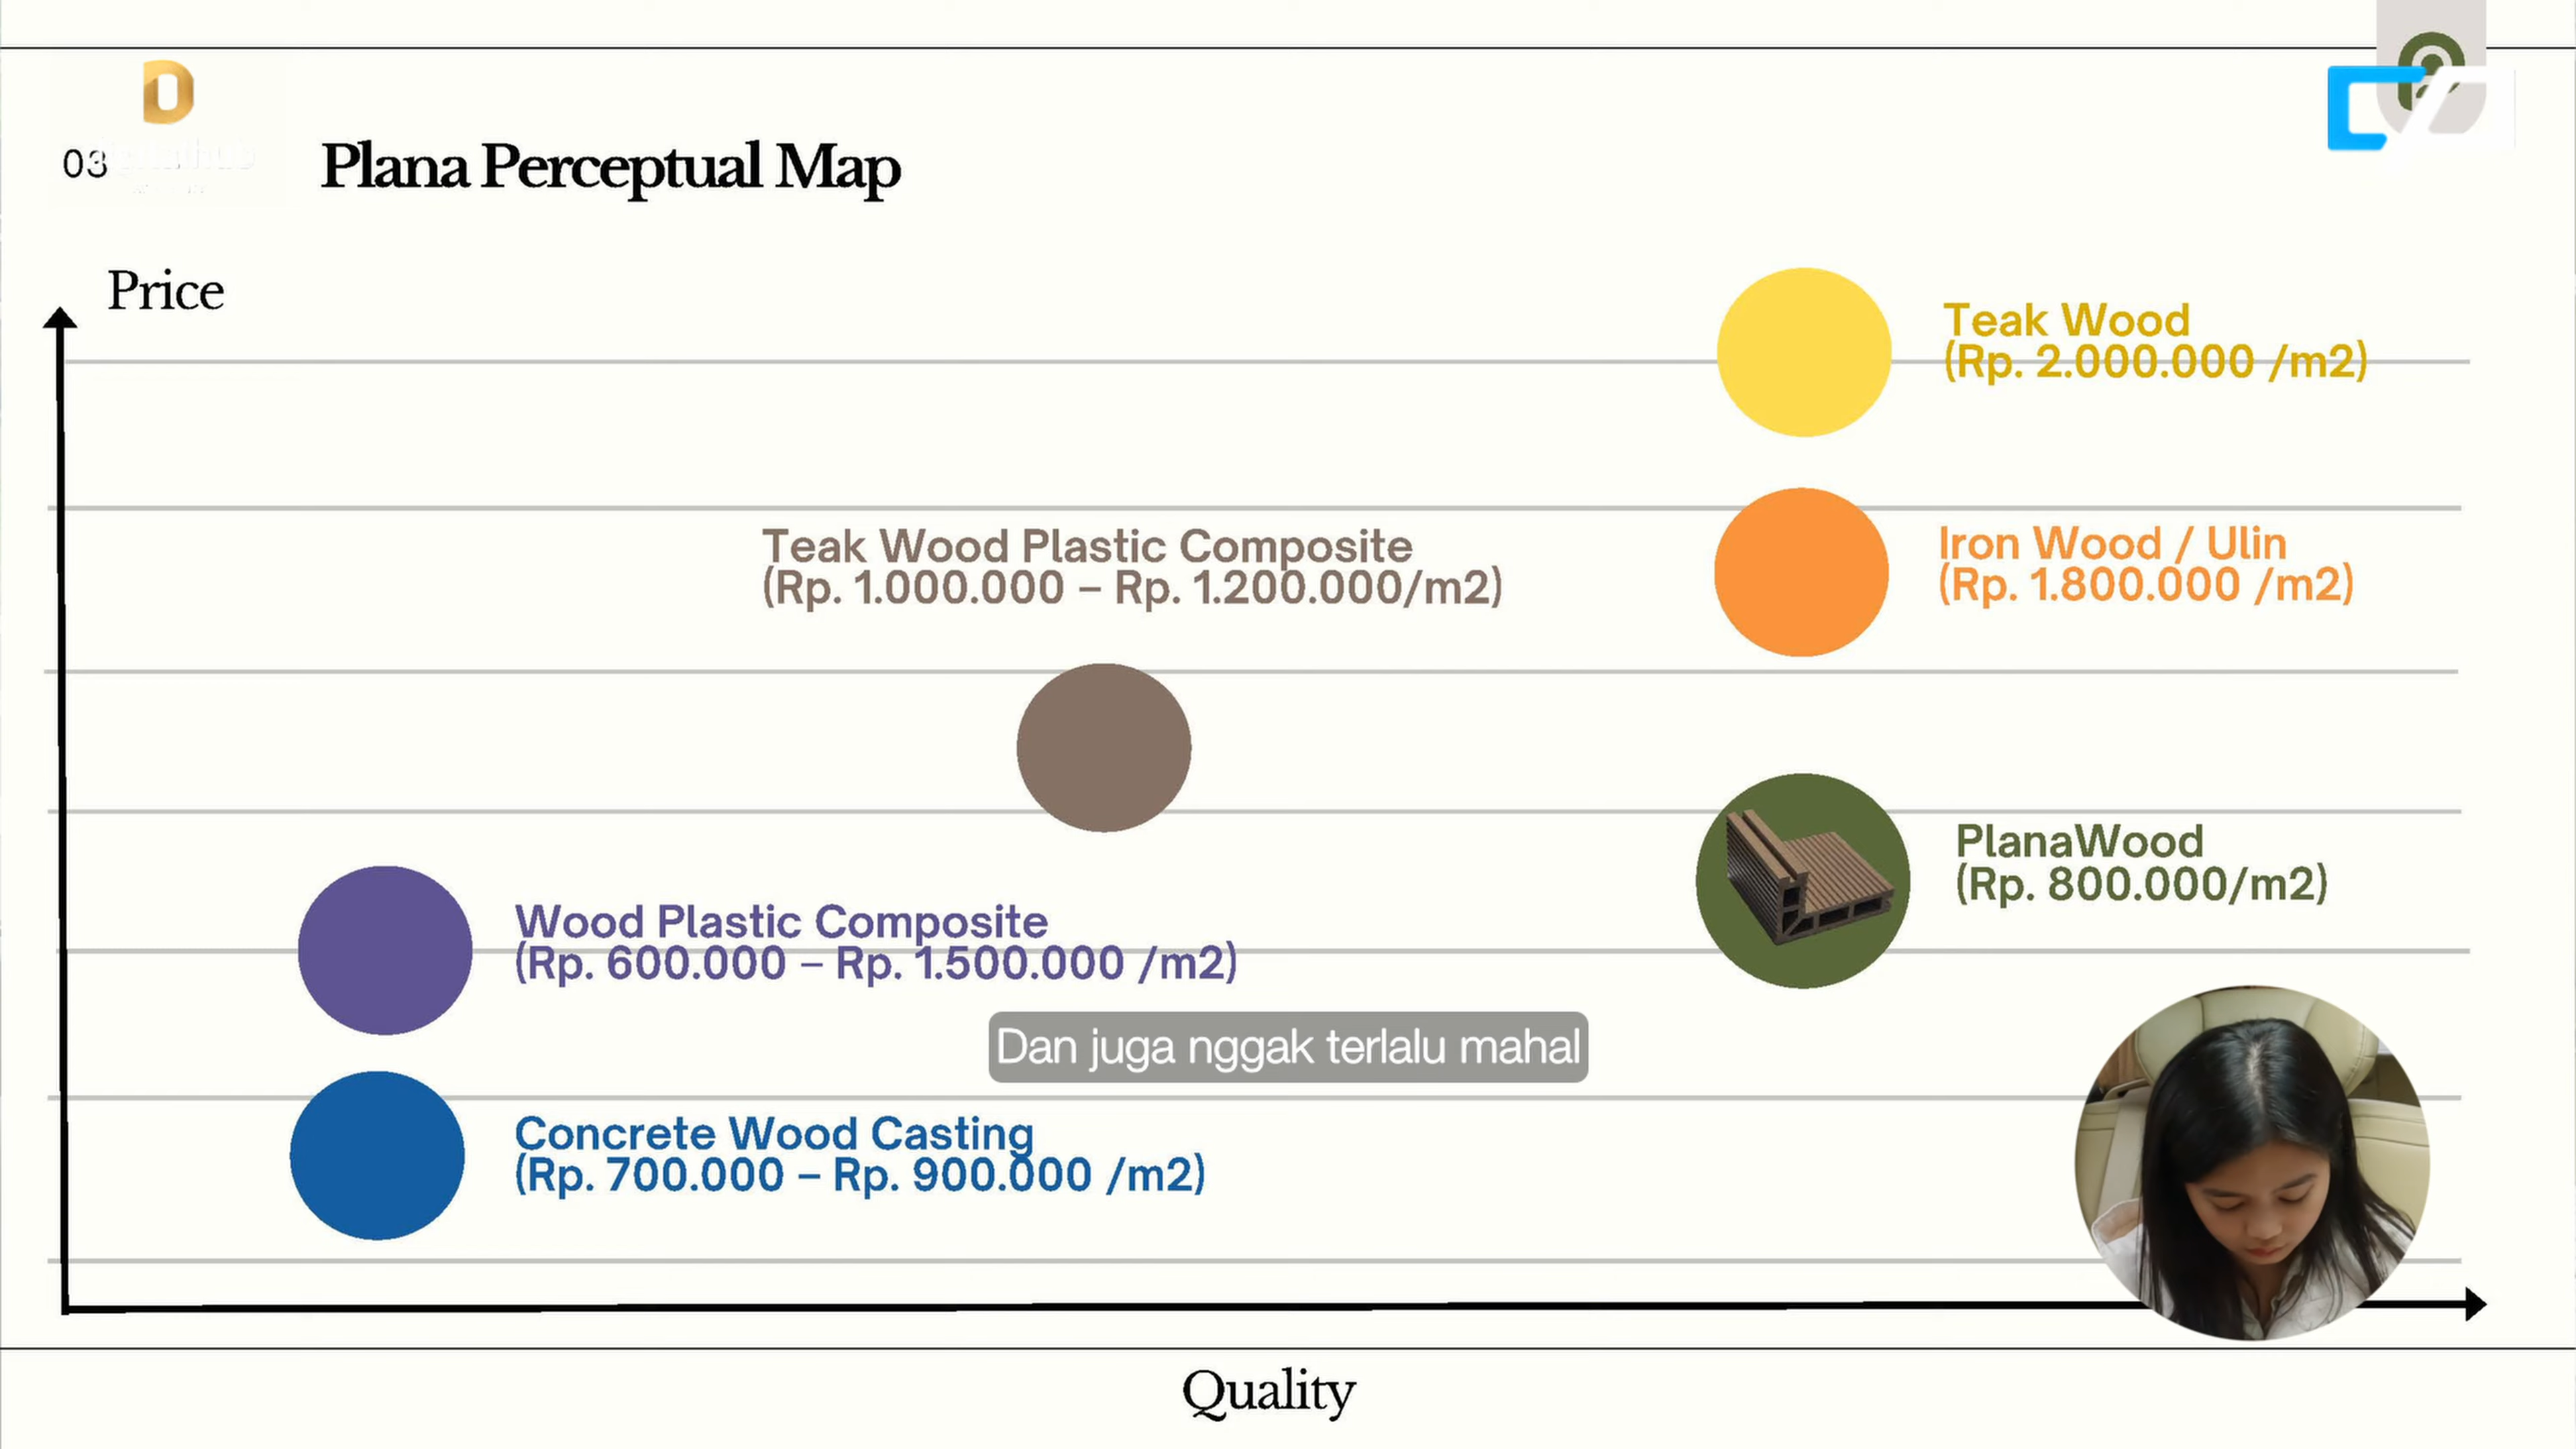 03
Plana Perceptual Map
Price
Teak Wood
(Rp. 2.000.000 /m2)
Teak Wood Plastic Composite
(Rp. 1.000.000 – Rp. 1.200.000/m2)
Iron Wood / Ulin
(Rp. 1.800.000 /m2)
PlanaWood
(Rp. 800.000/m2)
Wood Plastic Composite
(Rp. 600.000 – Rp. 1.500.000 /m2)
Dan juga nggak terlalu mahal
Concrete Wood Casting
(Rp. 700.000 – Rp. 900.000 /m2)
Quality